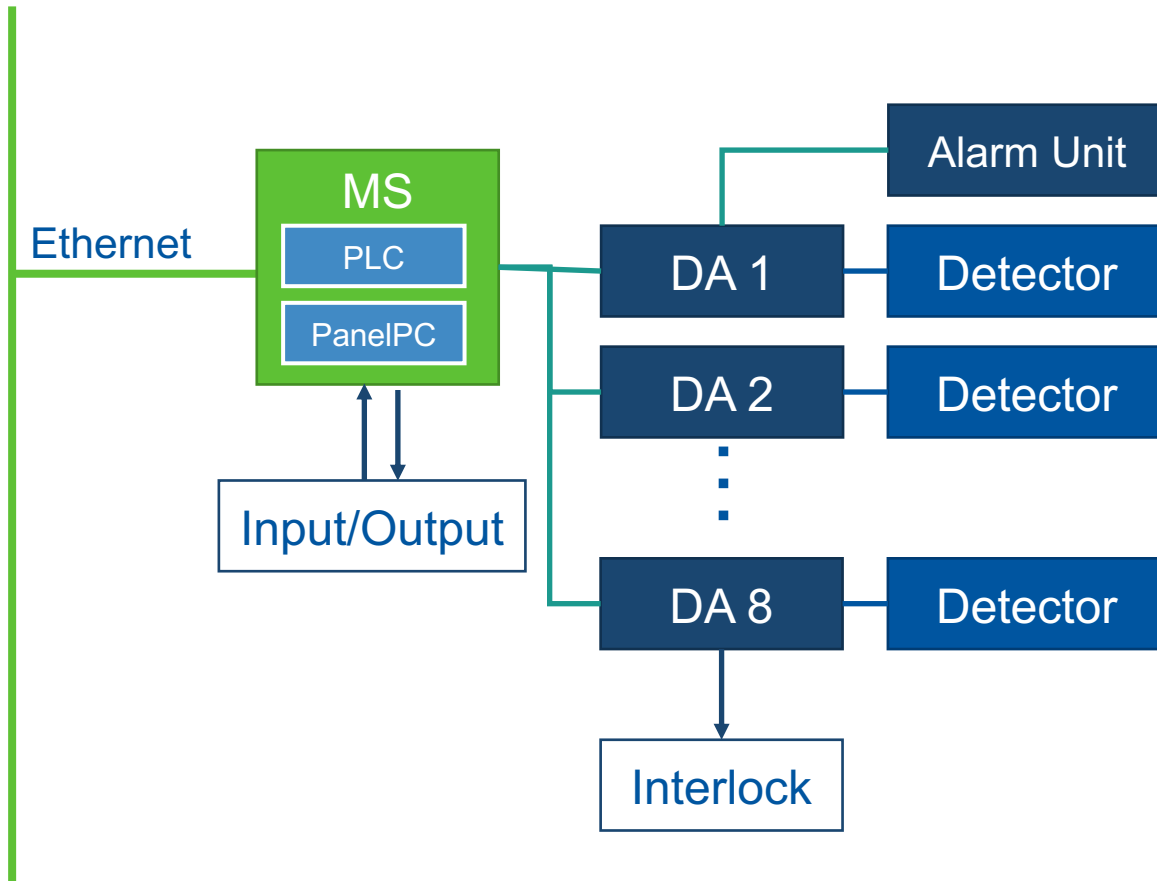 Alarm Unit
MS
Ethernet
PLC
DA 1
Detector
PanelPC
DA 2
Detector
Input/Output
DA 8
Detector
Interlock